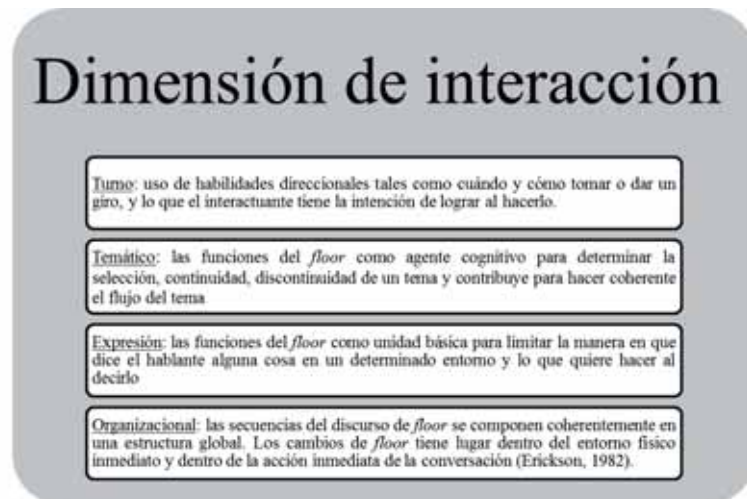 Dimensión de interacción
Turno: uso de habilidades direccionales tales como cuándo y cómo tomar o dar un
giro, y lo que el interactuante tiene la intención de lograr al hacerlo.
Temático: las funciones del floor como agente cognitivo para determinar la
selección, continuidad, discontinuidad de un tema y contribuye para hacer coherente
el flujo del tema
Expresión: las funciones del floor como unidad básica para limitar la manera en que
dice el hablante alguna cosa en un determinado entorno y lo que quiere hacer al
decirlo
Organizacional: las secuencias del discurso de floor se componen coherentemente en
una estructura global. Los cambios de floor tiene lugar dentro del entorno físico
inmediato y dentro de la acción inmediata de la conversación (Erickson, 1982).